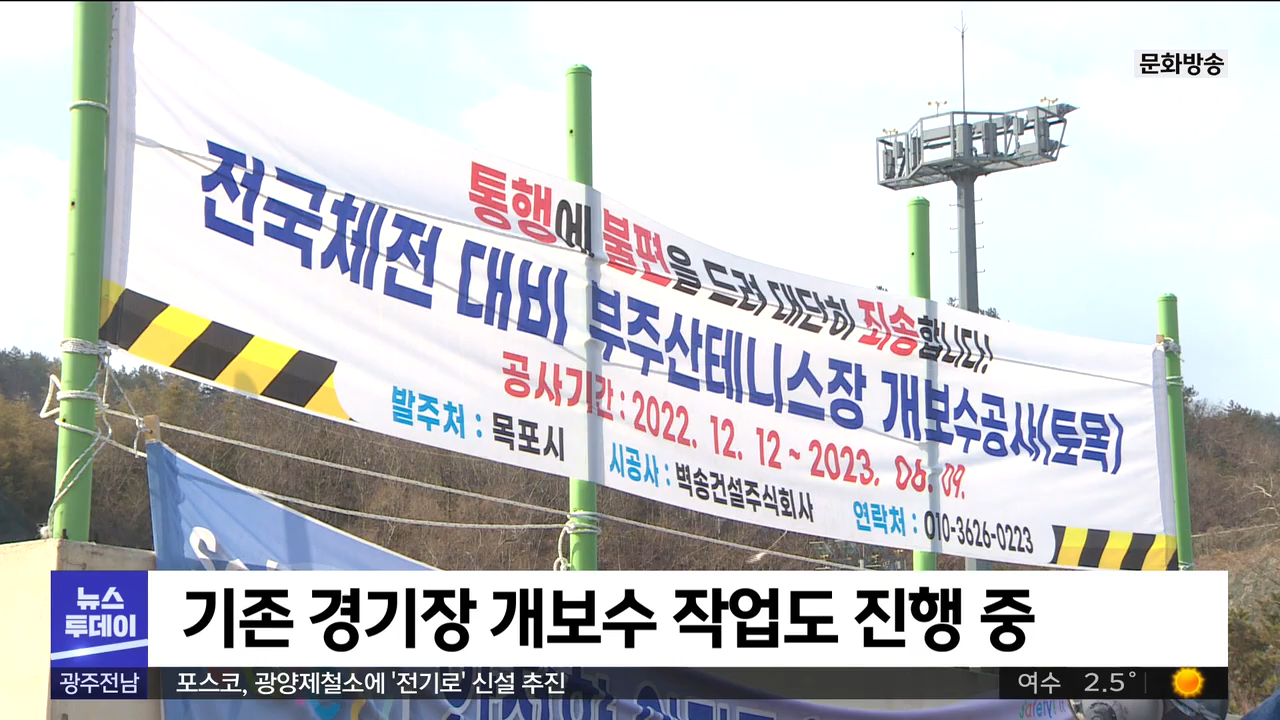 문화방송
통행에 불편을 드려 대단히 죄송합니다!
전국체전 대비 부주산테니스장 개보수공사(토목)
공사기간 : 2022. 12. 12 ~ 2023. 06. 09.
발주처 : 목포시
시공사 : 벽송건설주식회사
연락처 : 010-3626-0223
뉴스
투데이
기존 경기장 개보수 작업도 진행 중
광주전남
포스코, 광양제철소에 '전기로' 신설 추진
여수 2.5°